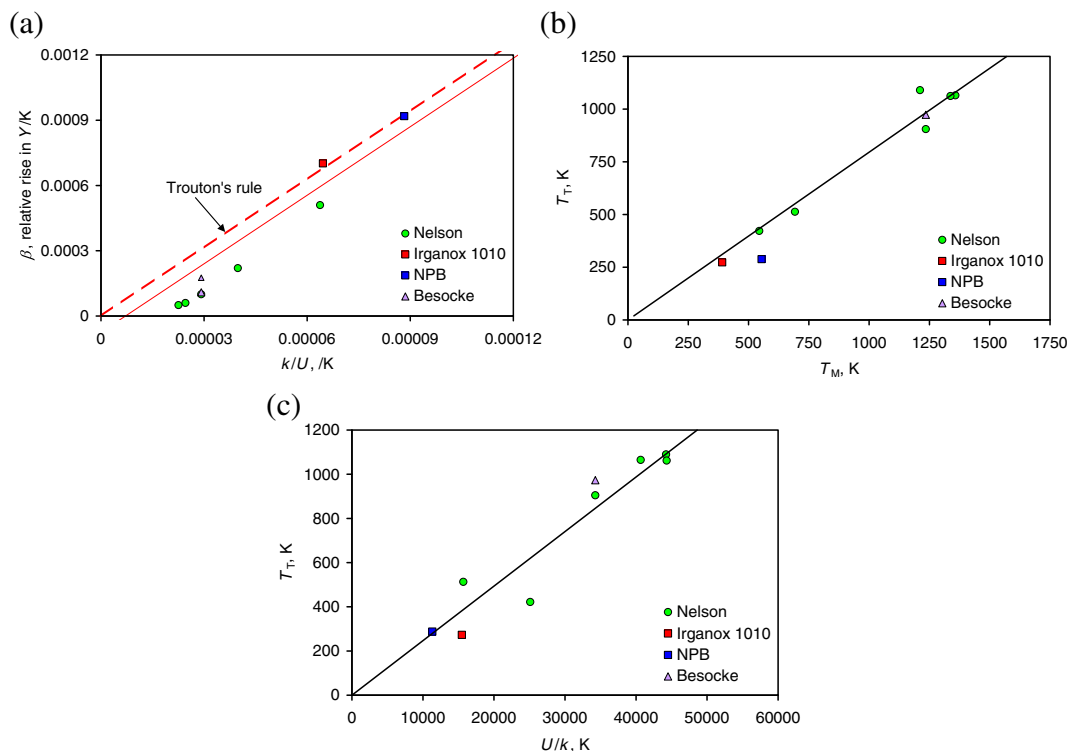 (a)
0.0012
0.0009
0.0006
0.0003
0
β, relative rise in Y/K
Trouton's rule
Nelson
Irganox 1010
NPB
Besocke
0
0.00003
0.00006
0.00009
0.00012
k/U, /K
(b)
1250
1000
750
500
250
0
T_T, K
Nelson
Irganox 1010
NPB
Besocke
0
250
500
750
1000
1250
1500
1750
T_M, K
(c)
1200
1000
800
600
400
200
0
T_T, K
Nelson
Irganox 1010
NPB
Besocke
0
10000
20000
30000
40000
50000
60000
U/k, K